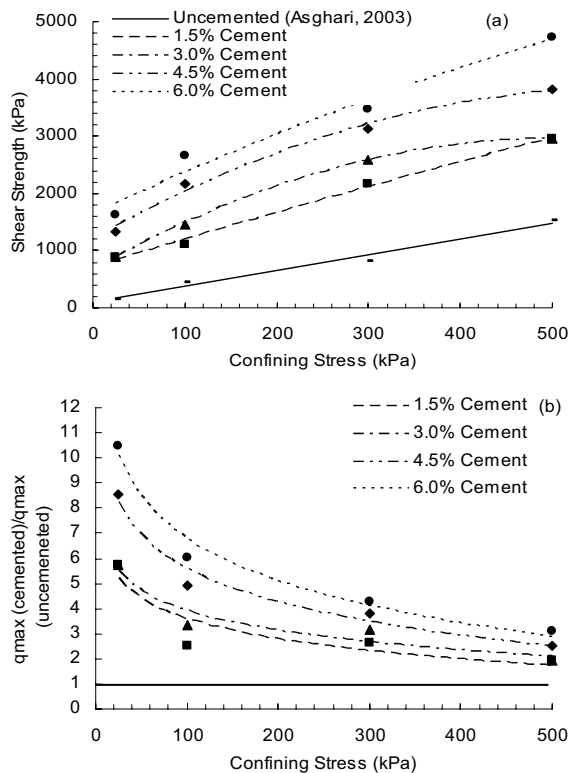 Uncemented (Asghari, 2003)
(a)
1.5% Cement
3.0% Cement
4.5% Cement
6.0% Cement
5000
4000
3000
2000
1000
0
0 100 200 300 400 500
Shear Strength (kPa)
Confining Stress (kPa)
12
11
10
9
8
7
6
5
4
3
2
1
0
1.5% Cement
(b)
3.0% Cement
4.5% Cement
6.0% Cement
qmax (cemented)/qmax
(uncemeneted)
0 100 200 300 400 500
Confining Stress (kPa)